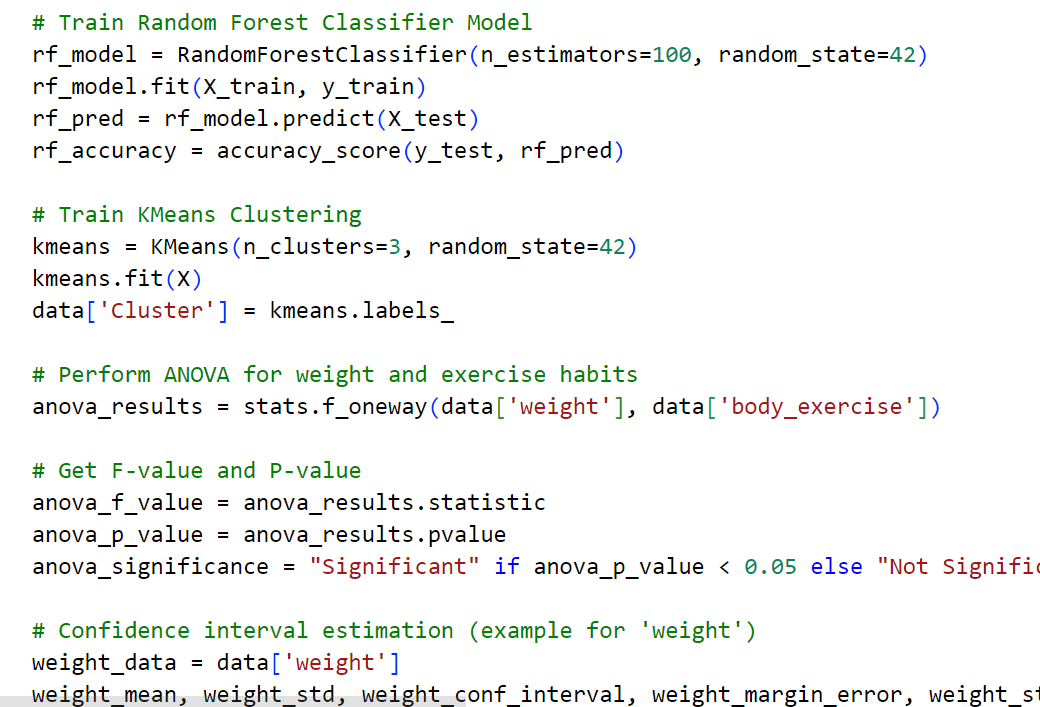 # Train Random Forest Classifier Model
rf_model = RandomForestClassifier(n_estimators=100, random_state=42)
rf_model.fit(X_train, y_train)
rf_pred = rf_model.predict(X_test)
rf_accuracy = accuracy_score(y_test, rf_pred)
# Train KMeans Clustering
kmeans = KMeans(n_clusters=3, random_state=42)
kmeans.fit(X)
data['Cluster'] = kmeans.labels_
# Perform ANOVA for weight and exercise habits
anova_results = stats.f_oneway(data['weight'], data['body_exercise'])
# Get F-value and P-value
anova_f_value = anova_results.statistic
anova_p_value = anova_results.pvalue
anova_significance = "Significant" if anova_p_value < 0.05 else "Not
# Confidence interval estimation (example for 'weight')
weight_data = data['weight']
weight_mean, weight_std, weight_conf_interval, weight_margin_error,